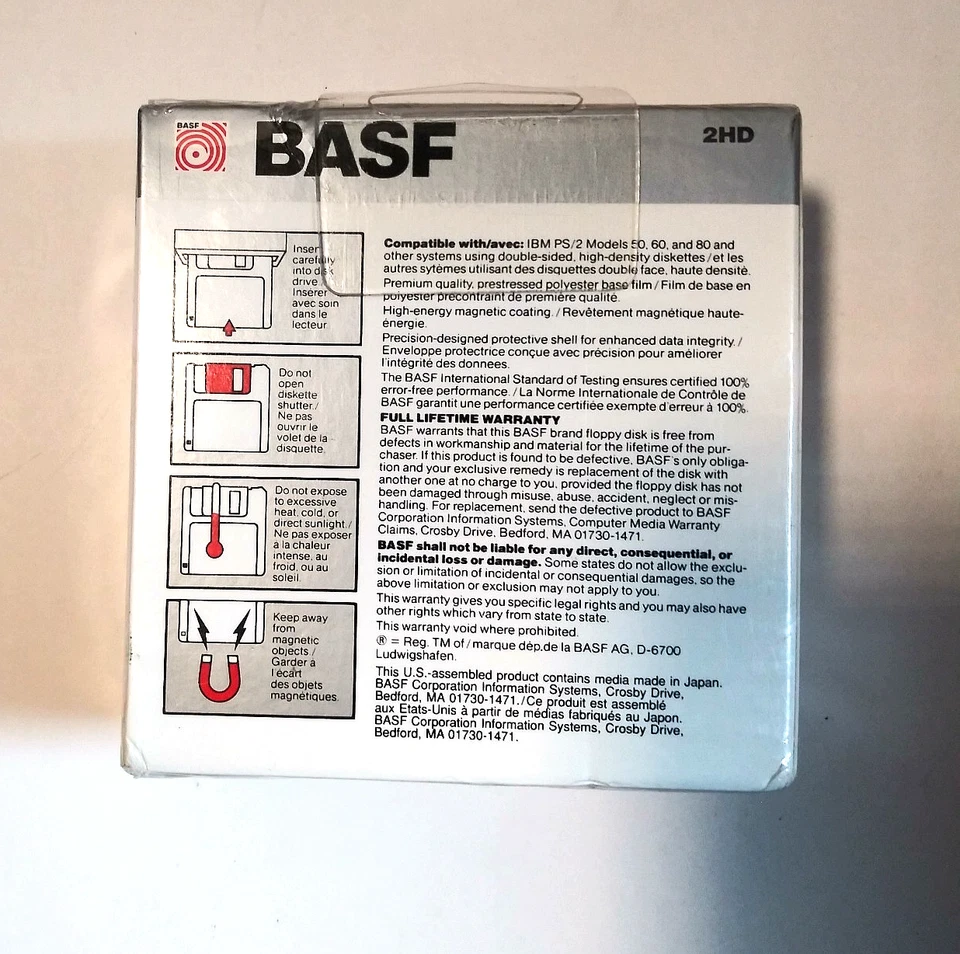 BASF
BASF
2HD
Insert
carefully
into disk
drive./
Insérer
avec soin
dans le
lecteur.
Do not
open
diskette
shutter./
Ne pas
ouvrir le
volet de la
disquette.
Do not expose
to excessive
heat, cold, or
direct sunlight./
Ne pas exposer
à la chaleur
intense, au
froid, ou au
soleil.
Keep away
from
magnetic
objects /
Garder à
l'écart
des objets
magnétiques.
Compatible with/avec: IBM PS/2 Models 50, 60, and 80 and
other systems using double-sided, high-density diskettes/et les
autres sytèmes utilisant des disquettes double face, haute densité.
Premium quality, prestressed polyester base film / Film de base en
polyester précontraint de première qualité.
High-energy magnetic coating. / Revêtement magnétique haute-
énergie.
Precision-designed protective shell for enhanced data integrity. /
Enveloppe protectrice conçue avec précision pour améliorer
l'intégrité des donnees.
The BASF International Standard of Testing ensures certified 100%
error-free performance. / La Norme Internationale de Contrôle de
BASF garantit une performance certifiée exempte d'erreur à 100%.
FULL LIFETIME WARRANTY
BASF warrants that this BASF brand floppy disk is free from
defects in workmanship and material for the lifetime of the pur-
chaser. If this product is found to be defective, BASF's only obliga-
tion and your exclusive remedy is replacement of the disk with
another one at no charge to you, provided the floppy disk has not
been damaged through misuse, abuse, accident, neglect or mis-
handling. For replacement, send the defective product to BASF
Corporation Information Systems, Computer Media Warranty
Claims, Crosby Drive, Bedford, MA 01730-1471.
BASF shall not be liable for any direct, consequential, or
incidental loss or damage. Some states do not allow the exclu-
sion or limitation of incidental or consequential damages, so the
above limitation or exclusion may not apply to you.
This warranty gives you specific legal rights and you may also have
other rights which vary from state to state.
This warranty void where prohibited.
® = Reg. TM of / marque dép.de la BASF AG, D-6700
Ludwigshafen.
This U.S.-assembled product contains media made in Japan.
BASF Corporation Information Systems, Crosby Drive,
Bedford, MA 01730-1471./Ce produit est assemblé
aux Etats-Unis à partir de médias fabriqués au Japon.
BASF Corporation Information Systems, Crosby Drive,
Bedford, MA 01730-1471.